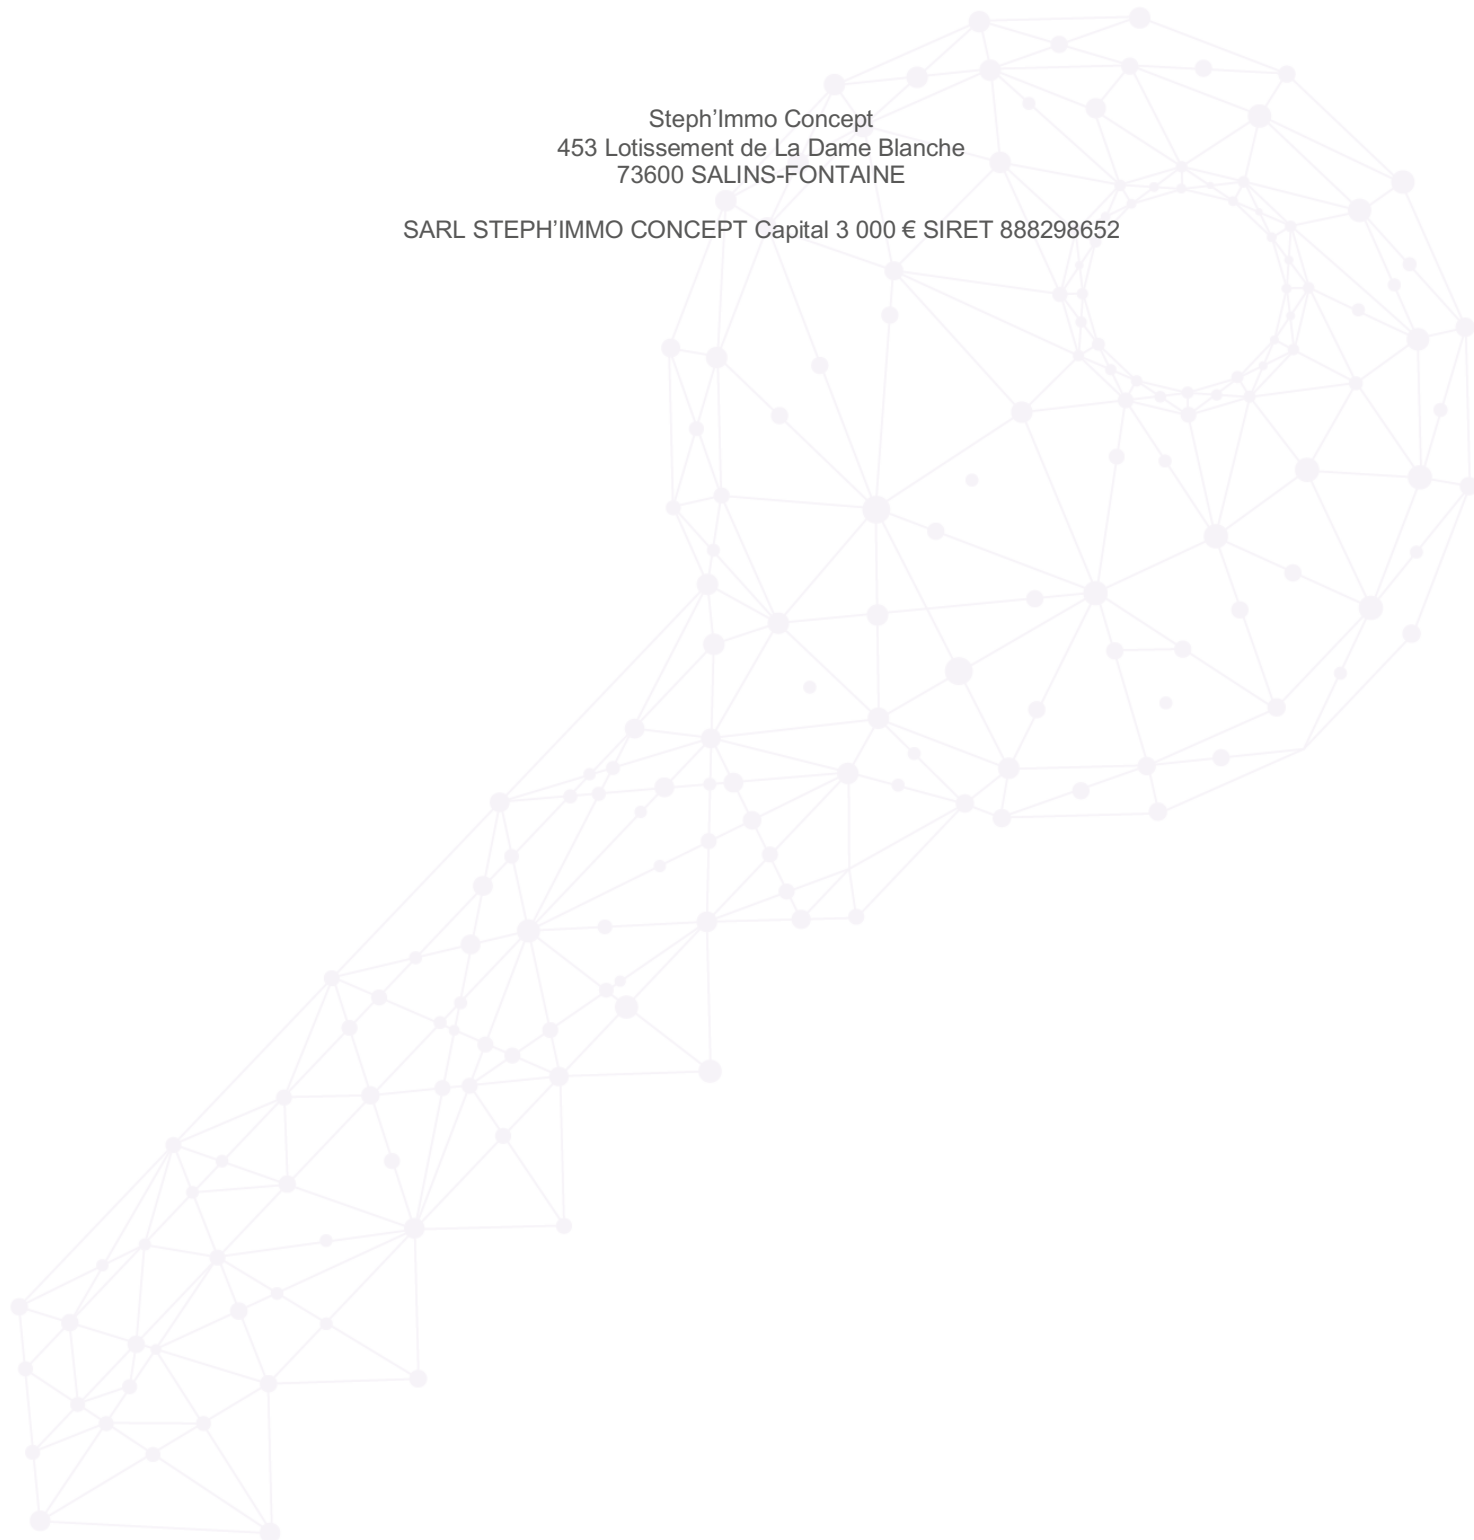 Steph’Immo Concept
453 Lotissement de La Dame Blanche
73600 SALINS-FONTAINE
SARL STEPH’IMMO CONCEPT Capital 3 000 € SIRET 888298652